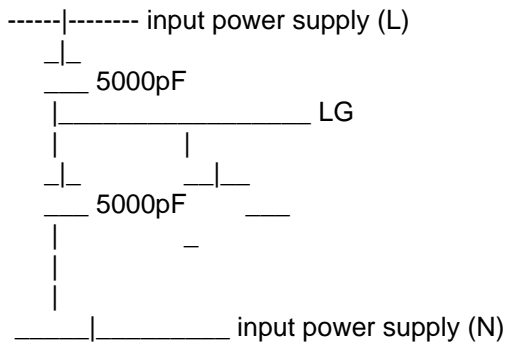 input power supply (L)
5000pF
LG
5000pF
input power supply (N)